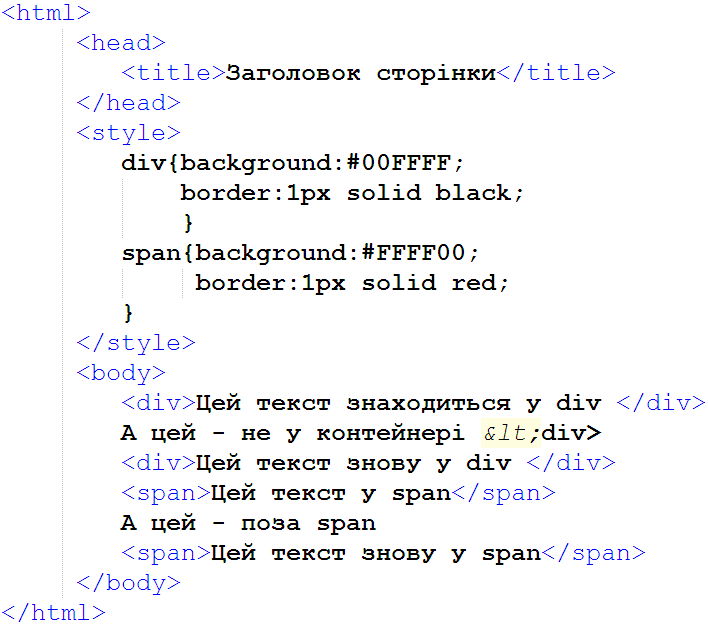 <html>
<head>
<title>Заголовок сторінки</title>
</head>
<style>
div{background:#00FFFF;
border:1px solid black;
}
span{background:#FFFF00;
border:1px solid red;
}
</style>
<body>
<div>Цей текст знаходиться у div </div>
А цей - не у контейнері &lt;div>
<div>Цей текст знову у div </div>
<span>Цей текст у span</span>
А цей - поза span
<span>Цей текст знову у span</span>
</body>
</html>